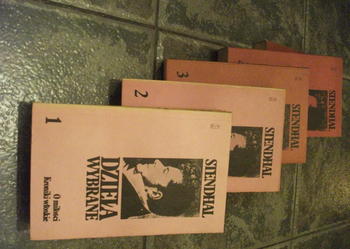 1
STENDHAL
DZIEŁA
WYBRANE
O miłości
Kroniki włoskie
2
STENDHAL
3
STENDHAL
STENDHAL